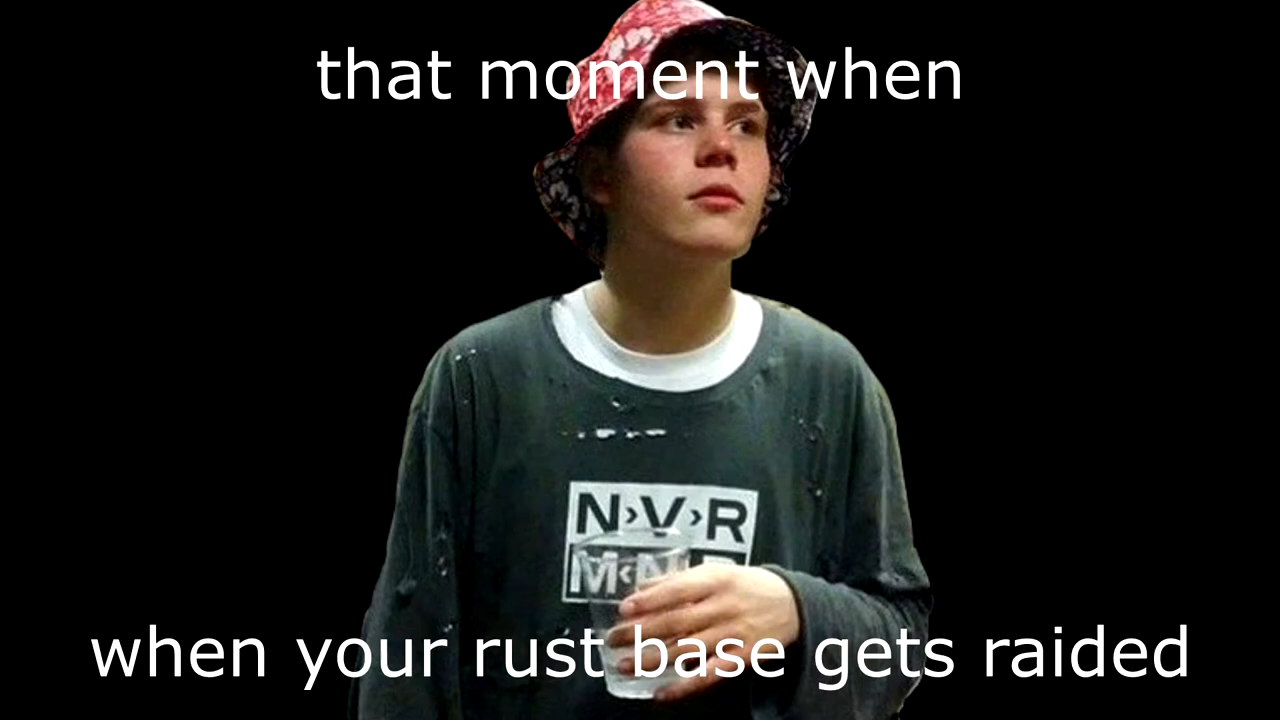 that moment when
N›V›R
M‹N‹D
when your rust base gets raided